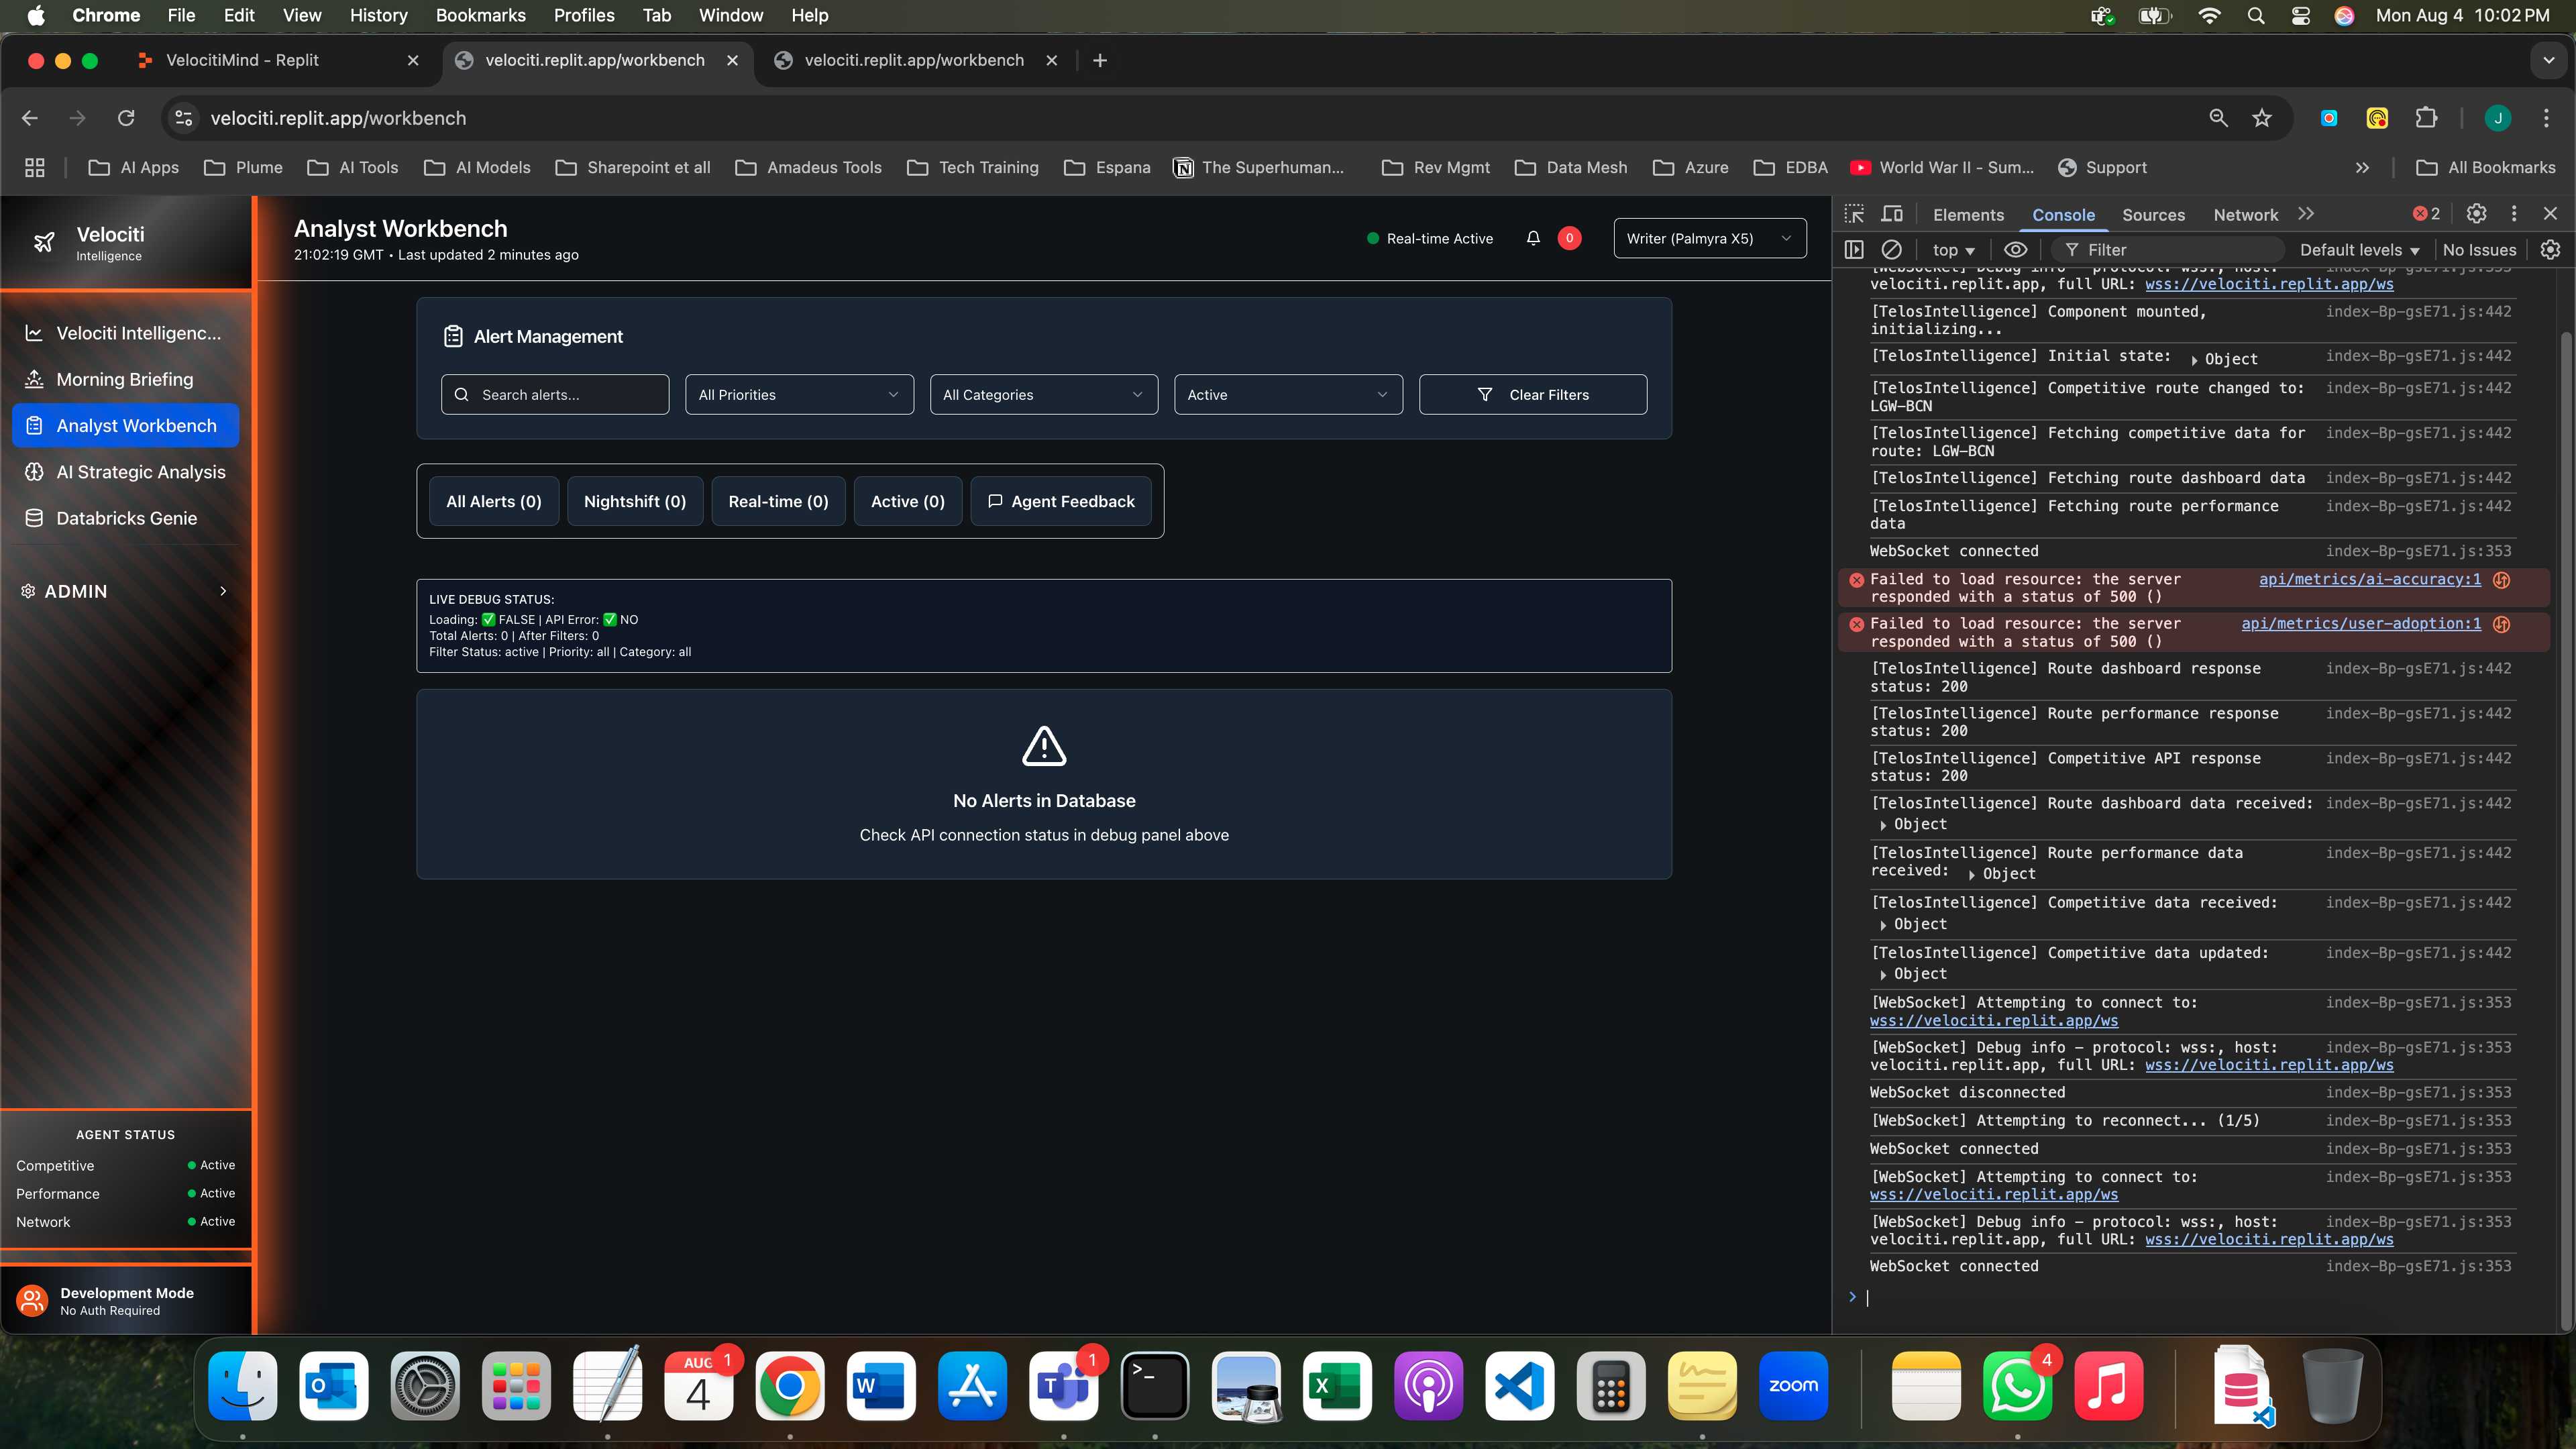 Chrome File Edit View History Bookmarks Profiles Tab Window Help
Mon Aug 4 10:02 PM
VelocitiMind - Replit
velociti.replit.app/workbench
velociti.replit.app/workbench
velociti.replit.app/workbench
J
AI Apps Plume AI Tools AI Models Sharepoint et all Amadeus Tools Tech Training Espana The Superhuman... Rev Mgmt Data Mesh Azure EDBA World War II - Sum... Support All Bookmarks
Velociti
Intelligence
Velociti Intelligenc...
Morning Briefing
Analyst Workbench
AI Strategic Analysis
Databricks Genie
ADMIN
AGENT STATUS
Competitive Active
Performance Active
Network Active
Development Mode
No Auth Required
Analyst Workbench
21:02:19 GMT • Last updated 2 minutes ago
Real-time Active
0
Writer (Palmyra X5)
Alert Management
Search alerts...
All Priorities
All Categories
Active
Clear Filters
All Alerts (0)
Nightshift (0)
Real-time (0)
Active (0)
Agent Feedback
LIVE DEBUG STATUS:
Loading: ✅ FALSE | API Error: ✅ NO
Total Alerts: 0 | After Filters: 0
Filter Status: active | Priority: all | Category: all
No Alerts in Database
Check API connection status in debug panel above
Elements Console Sources Network 2
top Filter Default levels No Issues
[WebSocket] Debug info – protocol: wss:, host: index-Bp-gsE71.js:353
velociti.replit.app, full URL: wss://velociti.replit.app/ws
[TelosIntelligence] Component mounted, index-Bp-gsE71.js:442
initializing...
[TelosIntelligence] Initial state: Object index-Bp-gsE71.js:442
[TelosIntelligence] Competitive route changed to: index-Bp-gsE71.js:442
LGW–BCN
[TelosIntelligence] Fetching competitive data for index-Bp-gsE71.js:442
route: LGW–BCN
[TelosIntelligence] Fetching route dashboard data index-Bp-gsE71.js:442
[TelosIntelligence] Fetching route performance index-Bp-gsE71.js:442
data
WebSocket connected index-Bp-gsE71.js:353
Failed to load resource: the server api/metrics/ai-accuracy:1
responded with a status of 500 ()
Failed to load resource: the server api/metrics/user-adoption:1
responded with a status of 500 ()
[TelosIntelligence] Route dashboard response index-Bp-gsE71.js:442
status: 200
[TelosIntelligence] Route performance response index-Bp-gsE71.js:442
status: 200
[TelosIntelligence] Competitive API response index-Bp-gsE71.js:442
status: 200
[TelosIntelligence] Route dashboard data received: index-Bp-gsE71.js:442
Object
[TelosIntelligence] Route performance data index-Bp-gsE71.js:442
received: Object
[TelosIntelligence] Competitive data received: index-Bp-gsE71.js:442
Object
[TelosIntelligence] Competitive data updated: index-Bp-gsE71.js:442
Object
[WebSocket] Attempting to connect to: index-Bp-gsE71.js:353
wss://velociti.replit.app/ws
[WebSocket] Debug info – protocol: wss:, host: index-Bp-gsE71.js:353
velociti.replit.app, full URL: wss://velociti.replit.app/ws
WebSocket disconnected index-Bp-gsE71.js:353
[WebSocket] Attempting to reconnect... (1/5) index-Bp-gsE71.js:353
WebSocket connected index-Bp-gsE71.js:353
[WebSocket] Attempting to connect to: index-Bp-gsE71.js:353
wss://velociti.replit.app/ws
[WebSocket] Debug info – protocol: wss:, host: index-Bp-gsE71.js:353
velociti.replit.app, full URL: wss://velociti.replit.app/ws
WebSocket connected index-Bp-gsE71.js:353
AUG 1
4
1
4
O
W
T
X
zoom